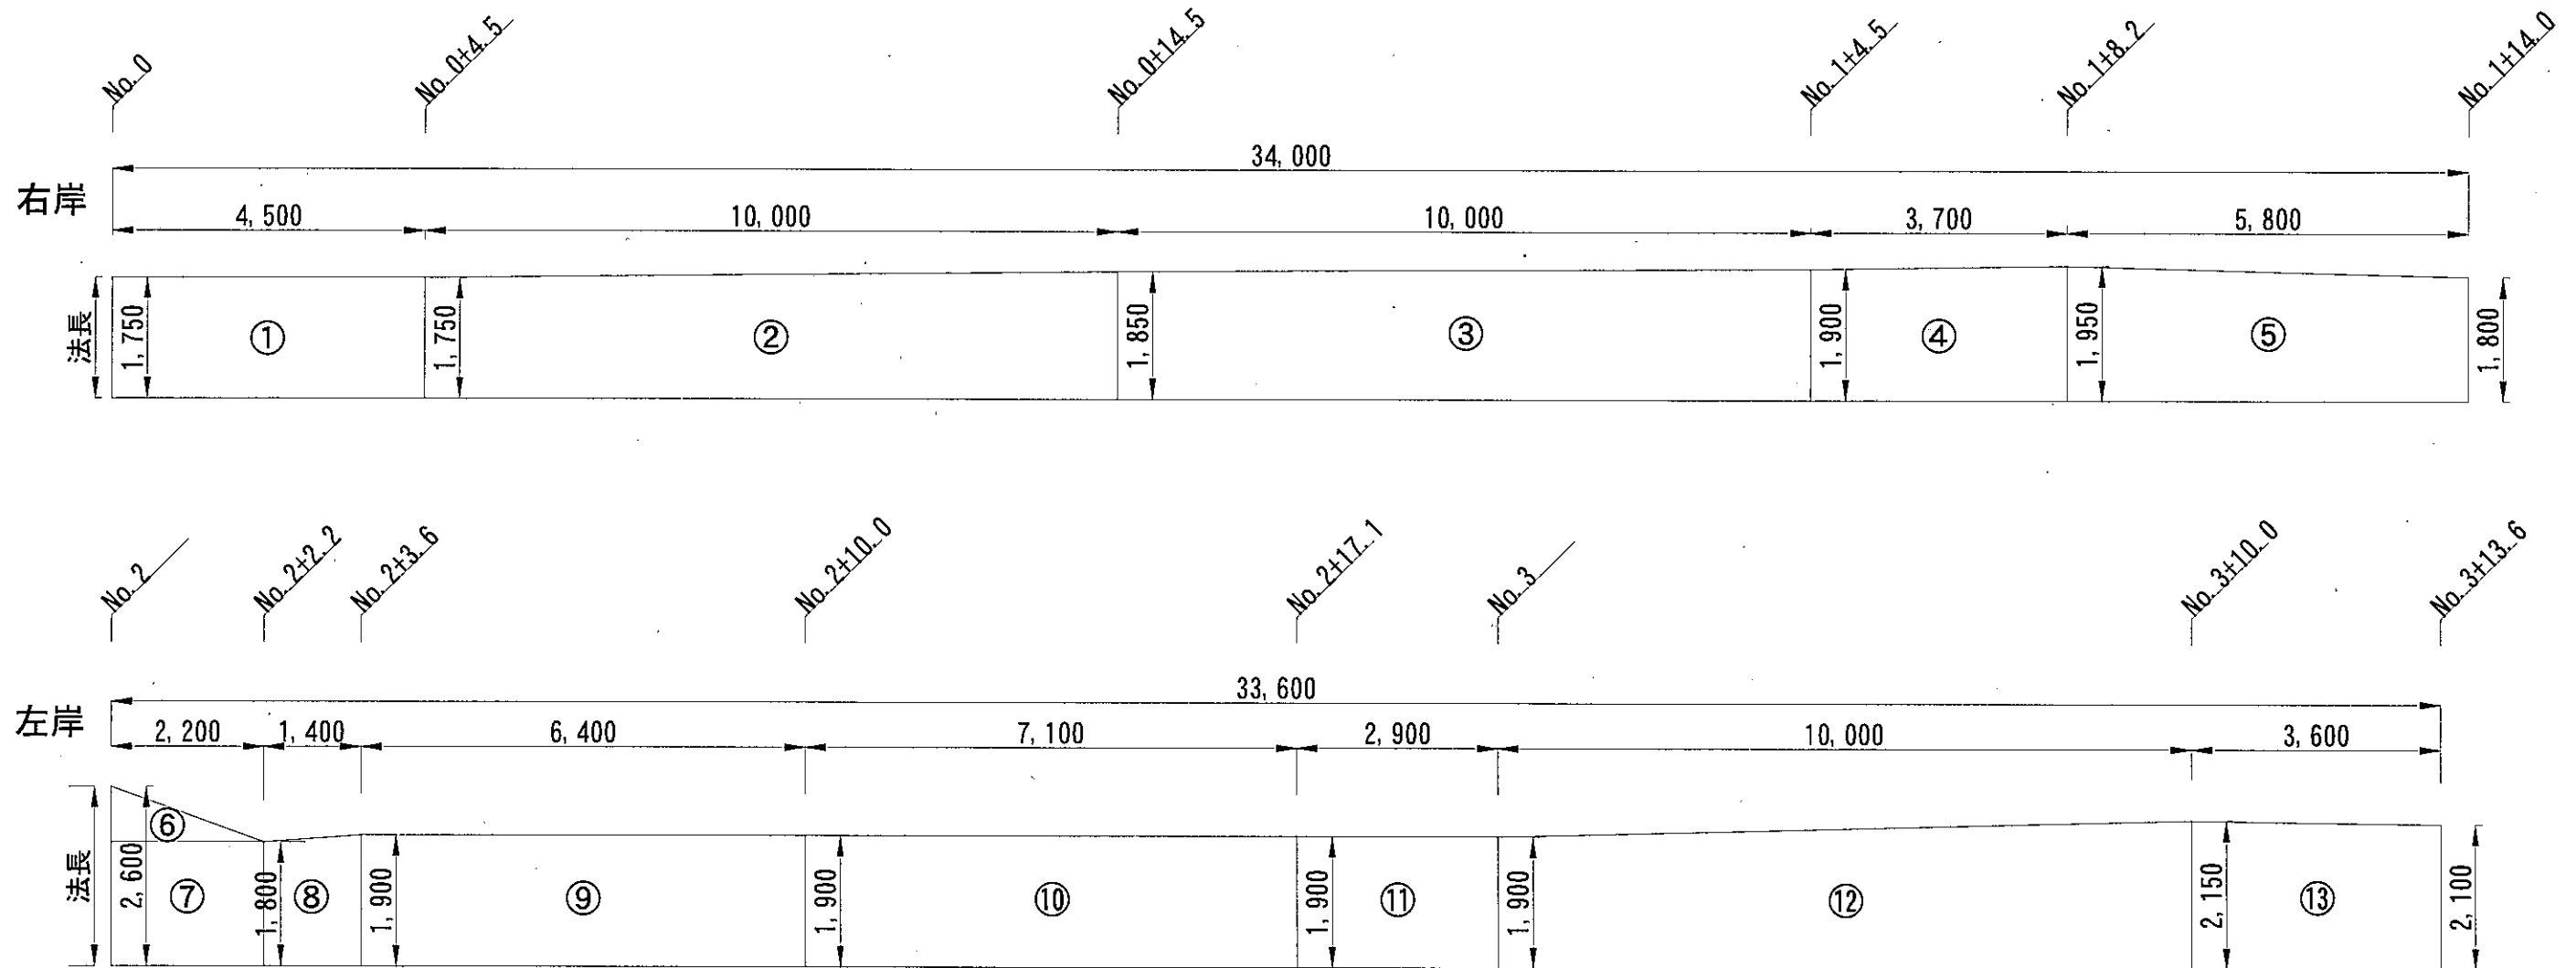 No. 0
No. 0+4. 5
No. 0+14. 5
No. 1+4. 5
No. 1+8. 2
No. 1+14. 0
34, 000
右岸
4, 500
10, 000
10, 000
3, 700
5, 800
法長
1, 750
①
1, 750
②
1, 850
③
1, 900
④
1, 950
⑤
1, 800
No. 2
No. 2+2. 2
No. 2+3. 6
No. 2+10. 0
No. 2+17. 1
No. 3
No. 3+10. 0
No. 3+13. 6
33, 600
左岸
2, 200
1, 400
6, 400
7, 100
2, 900
10, 000
3, 600
法長
2, 600
⑥
⑦
1, 800
⑧
1, 900
⑨
1, 900
⑩
1, 900
⑪
1, 900
⑫
2, 150
⑬
2, 100